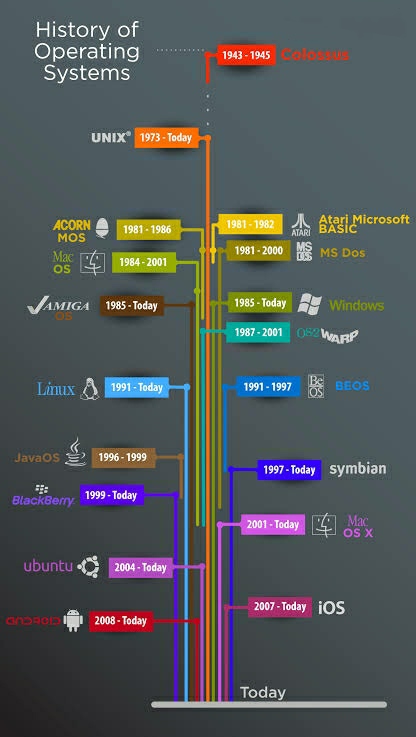 History of
Operating
Systems
1943 - 1945 Colossus
UNIX® 1973 - Today
ACORN
MOS
1981 - 1986
1981 - 1982
ATARI
Atari Microsoft
BASIC
1981 - 2000
MS
DOS
MS Dos
Mac
OS
1984 - 2001
AMIGA
OS
1985 - Today
1985 - Today Windows
1987 - 2001 OS2 WARP
Linux 1991 - Today
1991 - 1997
Be
OS
BEOS
JavaOS 1996 - 1999
1997 - Today symbian
BlackBerry 1999 - Today
2001 - Today
Mac
OS X
ubuntu 2004 - Today
2007 - Today iOS
ANDROID 2008 - Today
Today